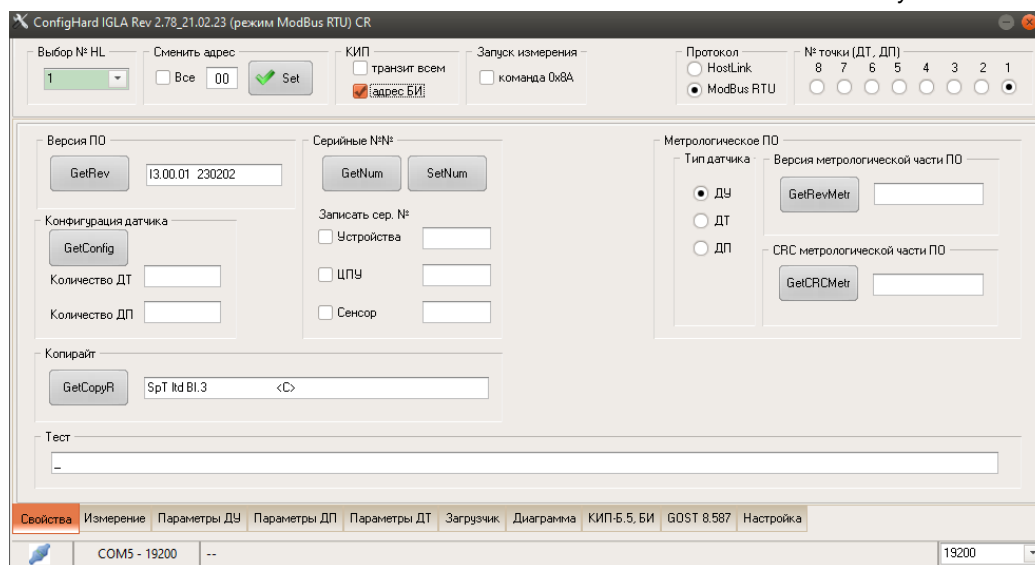 ConfigHard IGLA Rev 2.78_21.02.23 (режим ModBus RTU) CR
Выбор № HL
1
Сменить адрес
Все
00
Set
КИП
транзит всем
адрес БИ
Запуск измерения
команда 0x8A
Протокол
HostLink
ModBus RTU
№ точки (ДТ, ДП)
8 7 6 5 4 3 2 1
Версия ПО
GetRev
I3.00.01 230202
Конфигурация датчика
GetConfig
Количество ДТ
Количество ДП
Серийные №№
GetNum
SetNum
Записать сер. №
Устройства
ЦПУ
Сенсор
Метрологическое ПО
Тип датчика
ДУ
ДТ
ДП
Версия метрологической части ПО
GetRevMetr
CRC метрологической части ПО
GetCRCMetr
Копирайт
GetCopyR
SpT ltd BI.3 <C>
Тест
_
Свойства Измерение Параметры ДУ Параметры ДП Параметры ДТ Загрузчик Диаграмма КИП-Б.5, БИ GOST 8.587 Настройка
COM5 - 19200 -- 19200